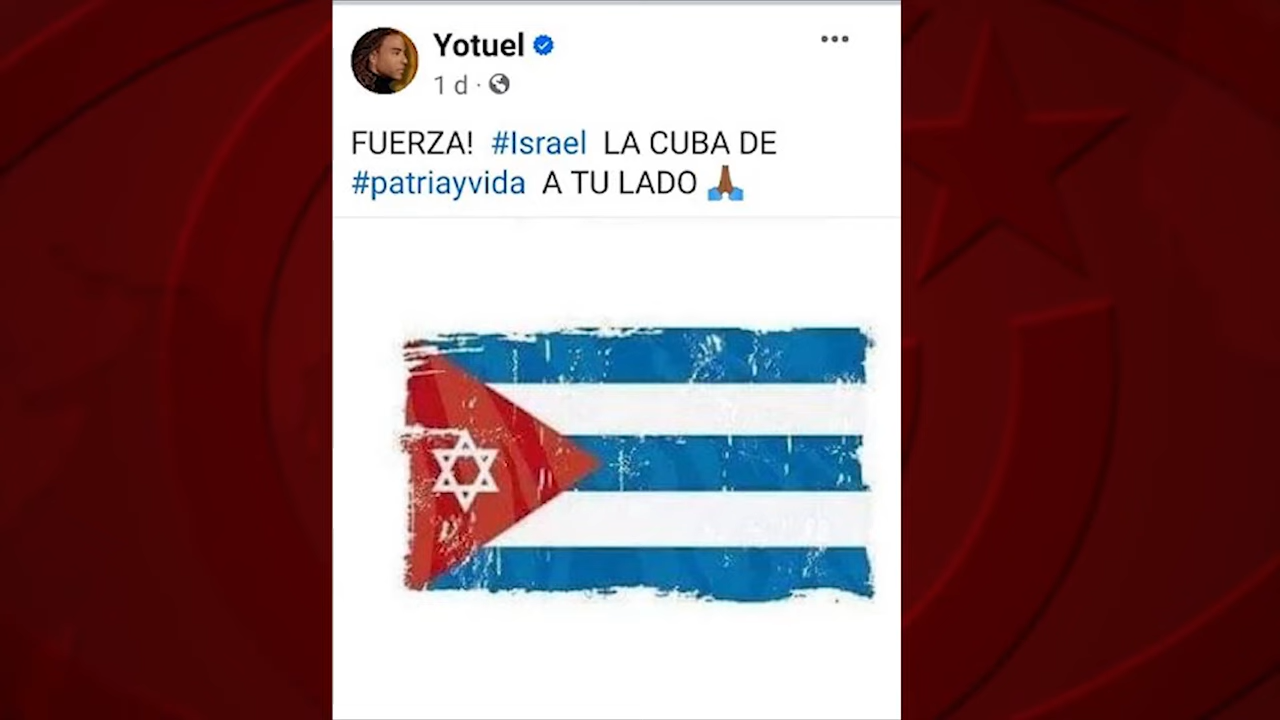 Yotuel
1 d ·
FUERZA! #Israel LA CUBA DE
#patriayvida A TU LADO 🙏🏾